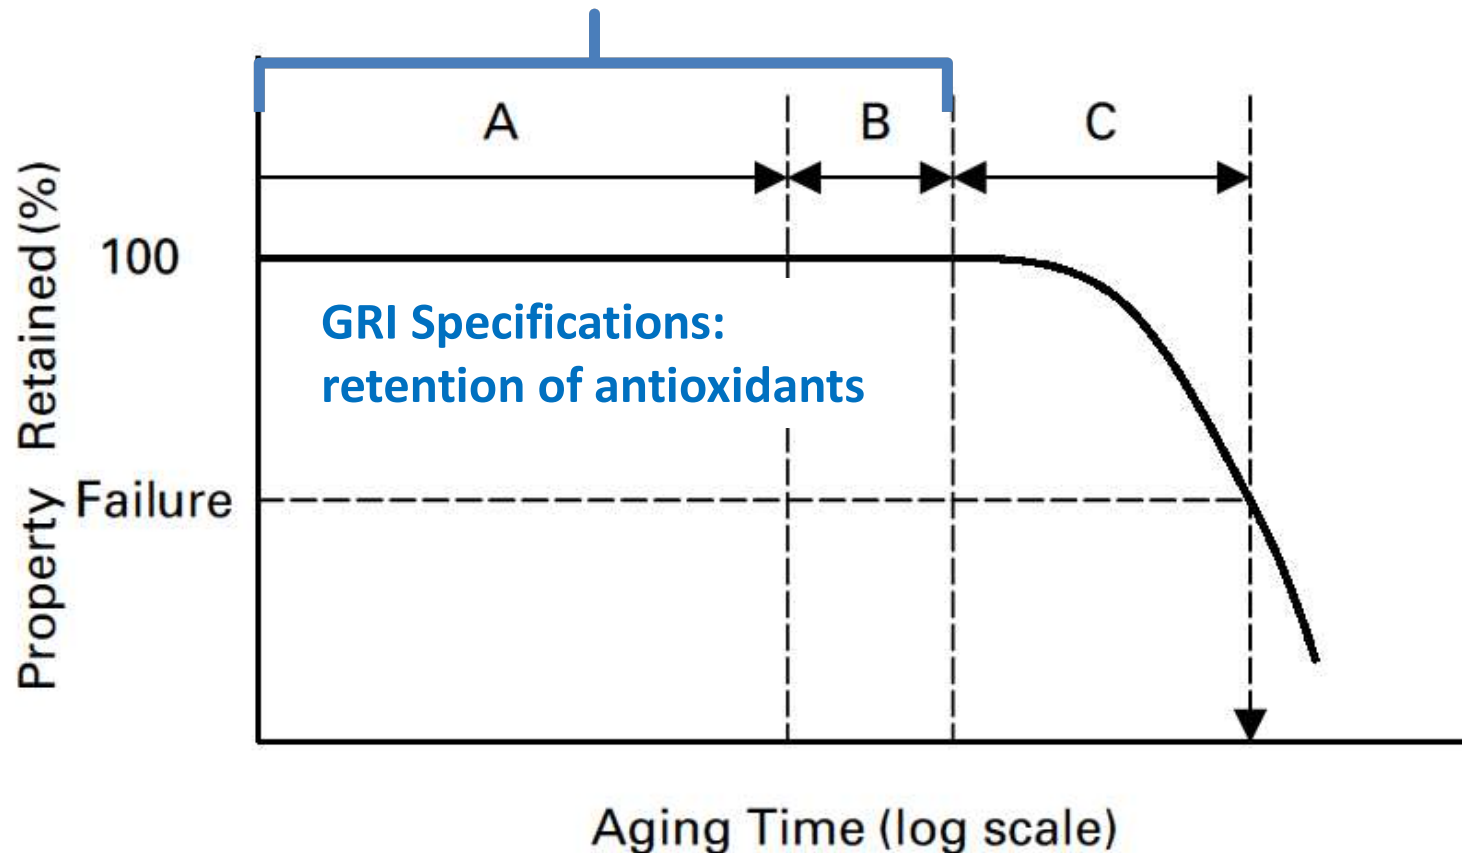 A
B
C
Property Retained (%)
100
GRI Specifications:
retention of antioxidants
Failure
Aging Time (log scale)